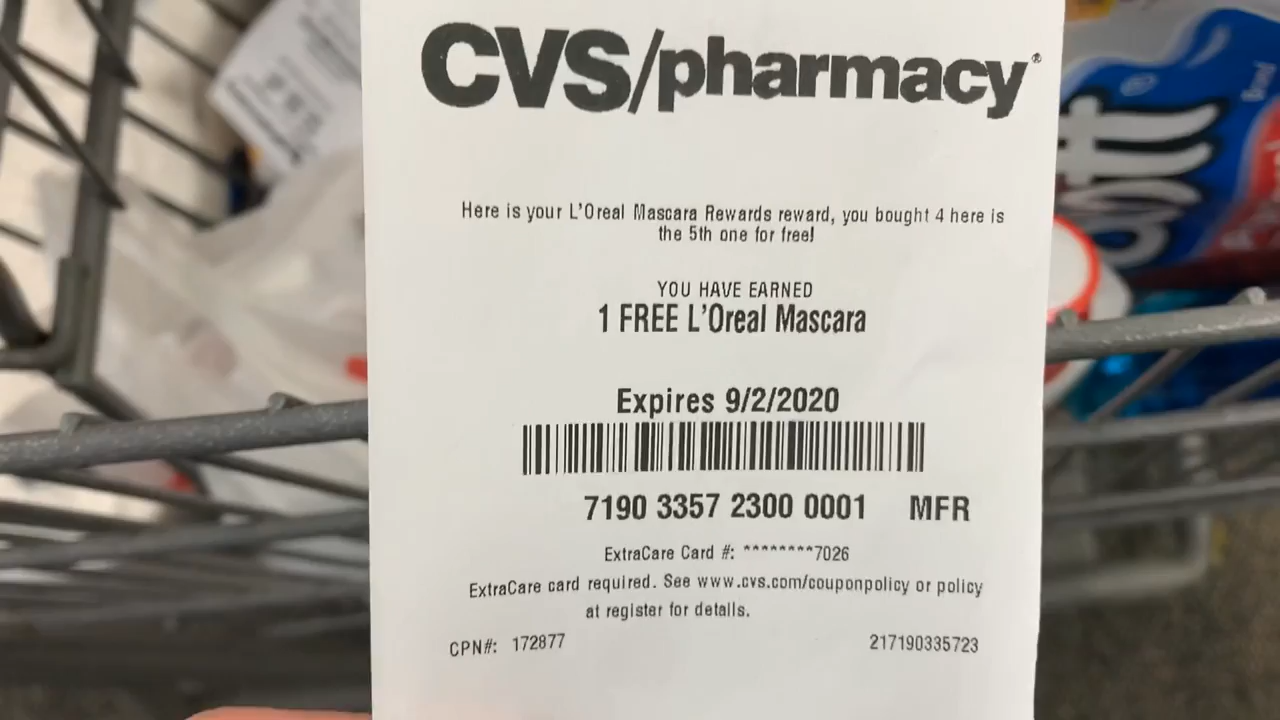 CVS/pharmacy®
Here is your L'Oreal Mascara Rewards reward, you bought 4 here is
the 5th one for free!
YOU HAVE EARNED
1 FREE L'Oreal Mascara
Expires 9/2/2020
7190 3357 2300 0001 MFR
ExtraCare Card #: ********7026
ExtraCare card required. See www.cvs.com/couponpolicy or policy
at register for details.
CPN#: 172877 217190335723